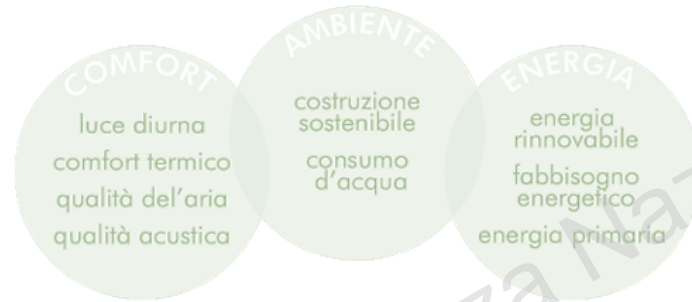 COMFORT
luce diurna
comfort termico
qualità del'aria
qualità acustica
AMBIENTE
costruzione
sostenibile
consumo
d'acqua
ENERGIA
energia
rinnovabile
fabbisogno
energetico
energia primaria